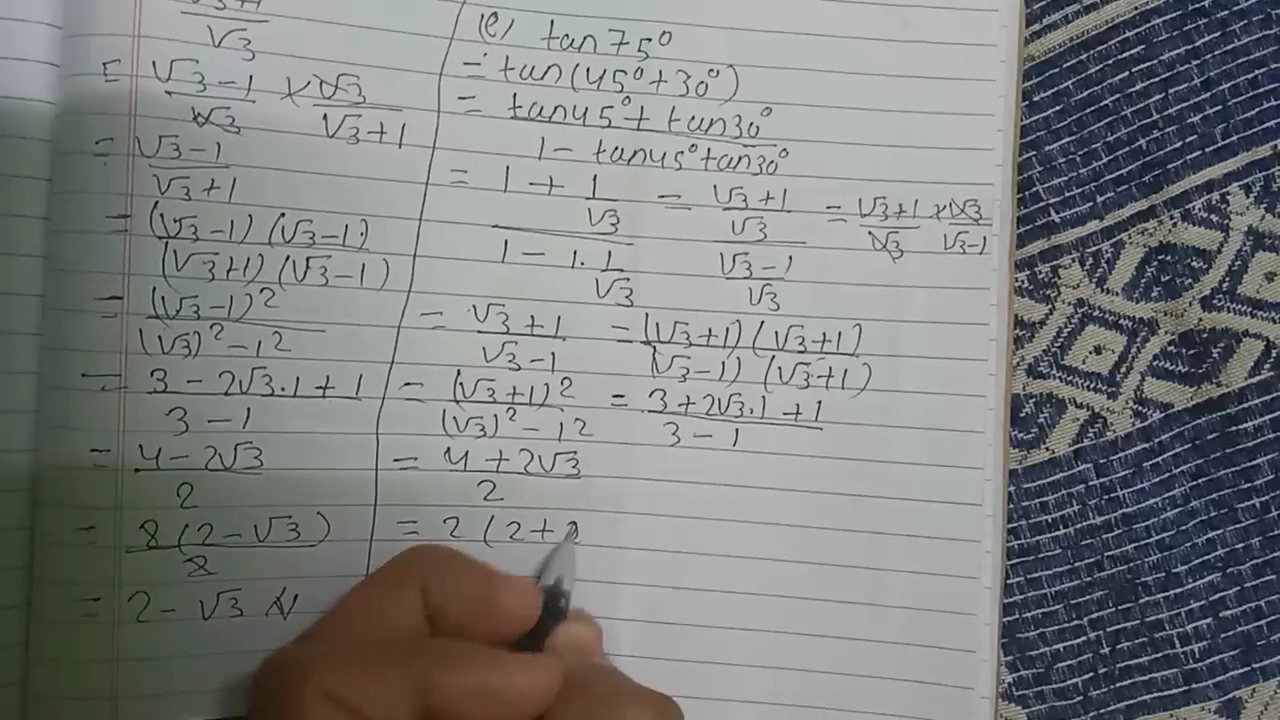 √3+1
√3
= √3-1 × √3
√3 √3+1
= √3-1
√3+1
= (√3-1) (√3-1)
(√3+1) (√3-1)
= (√3-1)²
(√3)²-1²
= 3-2√3.1+1
3-1
= 4-2√3
2
= 2(2-√3)
2
= 2-√3
(e) tan75°
= tan(45°+30°)
= tan45°+tan30°
1-tan45°tan30°
= 1+1 = √3+1 = √3+1 × √3
√3 √3 √3 √3-1
1-1.1 √3-1
√3 √3
= √3+1 = (√3+1) (√3+1)
√3-1 (√3-1) (√3+1)
= (√3+1)² = 3+2√3.1+1
(√3)²-1² 3-1
= 4+2√3
2
= 2(2+